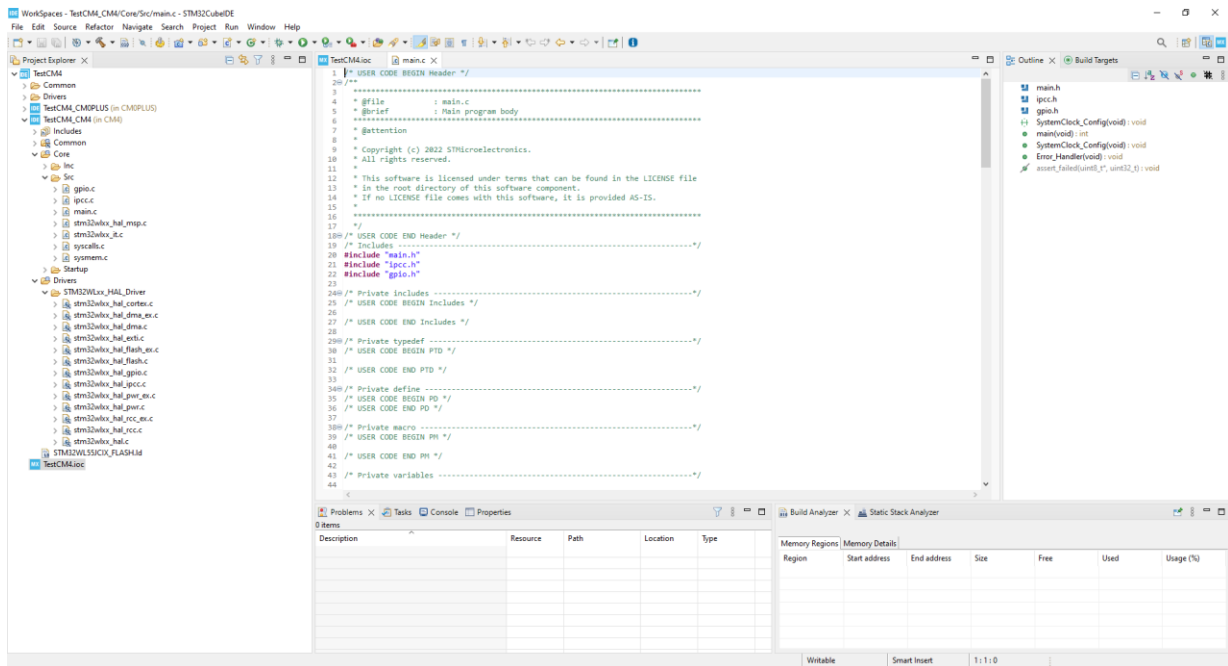 WorkSpaces - TestCM4_CM4/Core/Src/main.c - STM32CubeIDE
File Edit Source Refactor Navigate Search Project Run Window Help
Project Explorer
TestCM4
Common
Drivers
TestCM4_CM0PLUS (in CM0PLUS)
TestCM4_CM4 (in CM4)
Includes
Common
Core
Inc
Src
gpio.c
ipcc.c
main.c
stm32wlxx_hal_msp.c
stm32wlxx_it.c
syscalls.c
sysmem.c
Startup
Drivers
STM32WLxx_HAL_Driver
stm32wlxx_hal_cortex.c
stm32wlxx_hal_dma_ex.c
stm32wlxx_hal_dma.c
stm32wlxx_hal_exti.c
stm32wlxx_hal_flash_ex.c
stm32wlxx_hal_flash.c
stm32wlxx_hal_gpio.c
stm32wlxx_hal_ipcc.c
stm32wlxx_hal_pwr_ex.c
stm32wlxx_hal_pwr.c
stm32wlxx_hal_rcc_ex.c
stm32wlxx_hal_rcc.c
stm32wlxx_hal.c
STM32WL55JCIX_FLASH.ld
TestCM4.ioc
TestCM4.ioc main.c
1 /* USER CODE BEGIN Header */
2 /**
3 ******************************************************************************
4 * @file : main.c
5 * @brief : Main program body
6 ******************************************************************************
7 * @attention
8 *
9 * Copyright (c) 2022 STMicroelectronics.
10 * All rights reserved.
11 *
12 * This software is licensed under terms that can be found in the LICENSE file
13 * in the root directory of this software component.
14 * If no LICENSE file comes with this software, it is provided AS-IS.
15 *
16 ******************************************************************************
17 */
18 /* USER CODE END Header */
19 /* Includes ------------------------------------------------------------------*/
20 #include "main.h"
21 #include "ipcc.h"
22 #include "gpio.h"
23
24 /* Private includes ----------------------------------------------------------*/
25 /* USER CODE BEGIN Includes */
26
27 /* USER CODE END Includes */
28
29 /* Private typedef -----------------------------------------------------------*/
30 /* USER CODE BEGIN PTD */
31
32 /* USER CODE END PTD */
33
34 /* Private define ------------------------------------------------------------*/
35 /* USER CODE BEGIN PD */
36 /* USER CODE END PD */
37
38 /* Private macro -------------------------------------------------------------*/
39 /* USER CODE BEGIN PM */
40
41 /* USER CODE END PM */
42
43 /* Private variables ---------------------------------------------------------*/
44
Outline Build Targets
main.h
ipcc.h
gpio.h
SystemClock_Config(void) : void
main(void) : int
SystemClock_Config(void) : void
Error_Handler(void) : void
assert_failed(uint8_t*, uint32_t) : void
Problems Tasks Console Properties
0 items
Description Resource Path Location Type
Build Analyzer Static Stack Analyzer
Memory Regions Memory Details
Region Start address End address Size Free Used Usage (%)
Writable Smart Insert 1 : 1 : 0